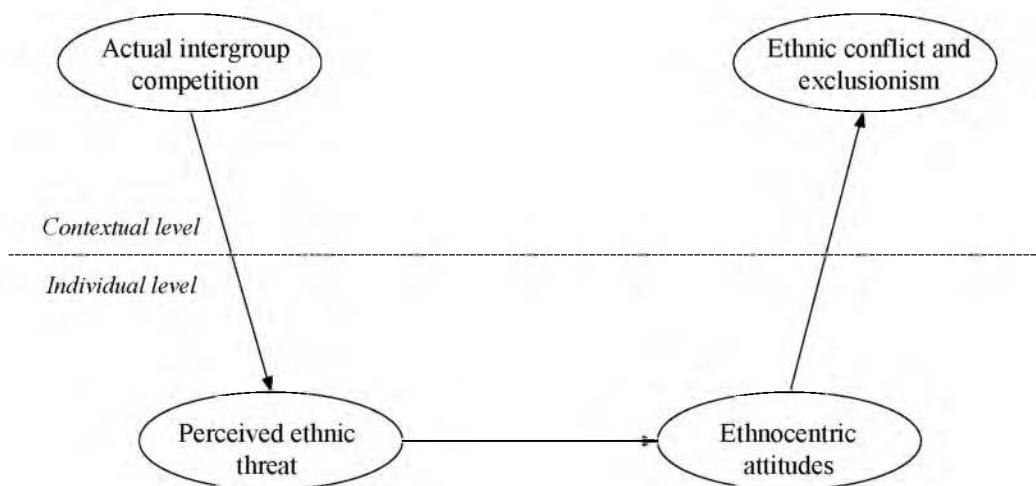 Actual intergroup
competition
Ethnic conflict and
exclusionism
Contextual level
Individual level
Perceived ethnic
threat
Ethnocentric
attitudes